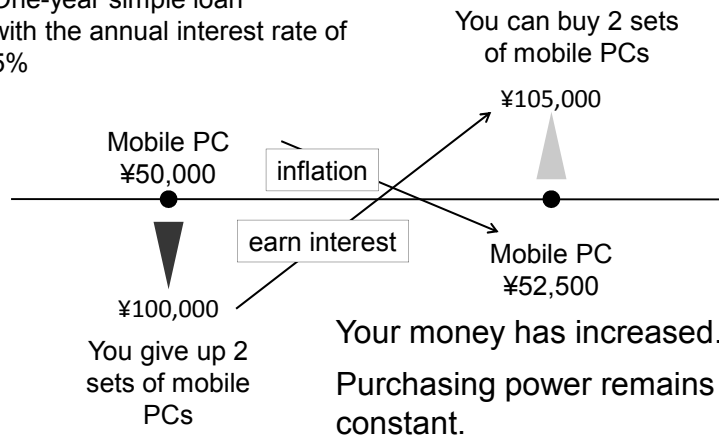 One-year simple loan
with the annual interest rate of
5%
You can buy 2 sets
of mobile PCs
¥105,000
Mobile PC
¥50,000
inflation
earn interest
Mobile PC
¥52,500
¥100,000
You give up 2
sets of mobile
PCs
Your money has increased.
Purchasing power remains
constant.